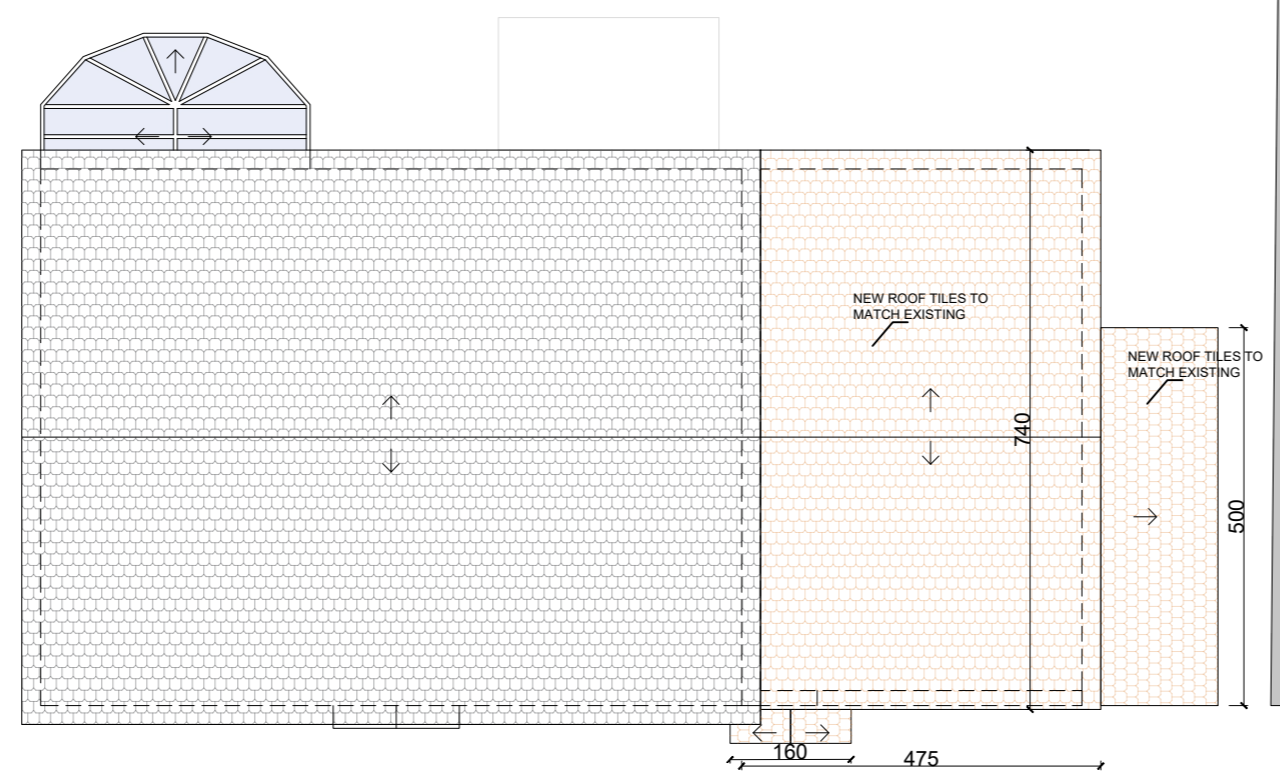 NEW ROOF TILES TO
MATCH EXISTING
NEW ROOF TILES TO
MATCH EXISTING
740
500
160
475